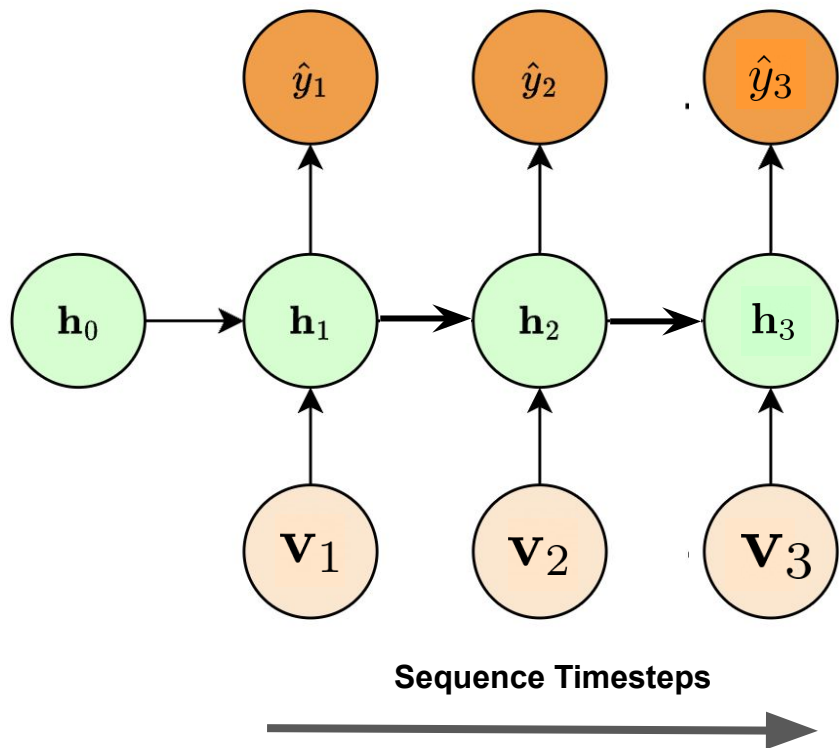 ŷ₁ ŷ₂ ŷ₃
h₀ h₁ h₂ h₃
v₁ v₂ v₃
Sequence Timesteps